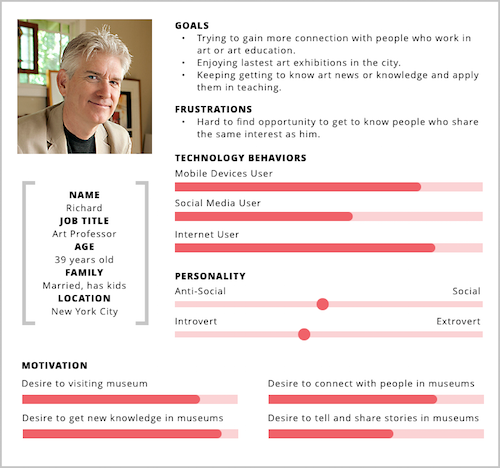 GOALS
• Trying to gain more connection with people who work in
art or art education.
• Enjoying lastest art exhibitions in the city.
• Keeping getting to know art news or knowledge and apply
them in teaching.
FRUSTRATIONS
• Hard to find opportunity to get to know people who share
the same interest as him.
TECHNOLOGY BEHAVIORS
Mobile Devices User
Social Media User
Internet User
NAME
Richard
JOB TITLE
Art Professor
AGE
39 years old
FAMILY
Married, has kids
LOCATION
New York City
PERSONALITY
Anti-Social Social
Introvert Extrovert
MOTIVATION
Desire to visiting museum
Desire to get new knowledge in museums
Desire to connect with people in museums
Desire to tell and share stories in museums